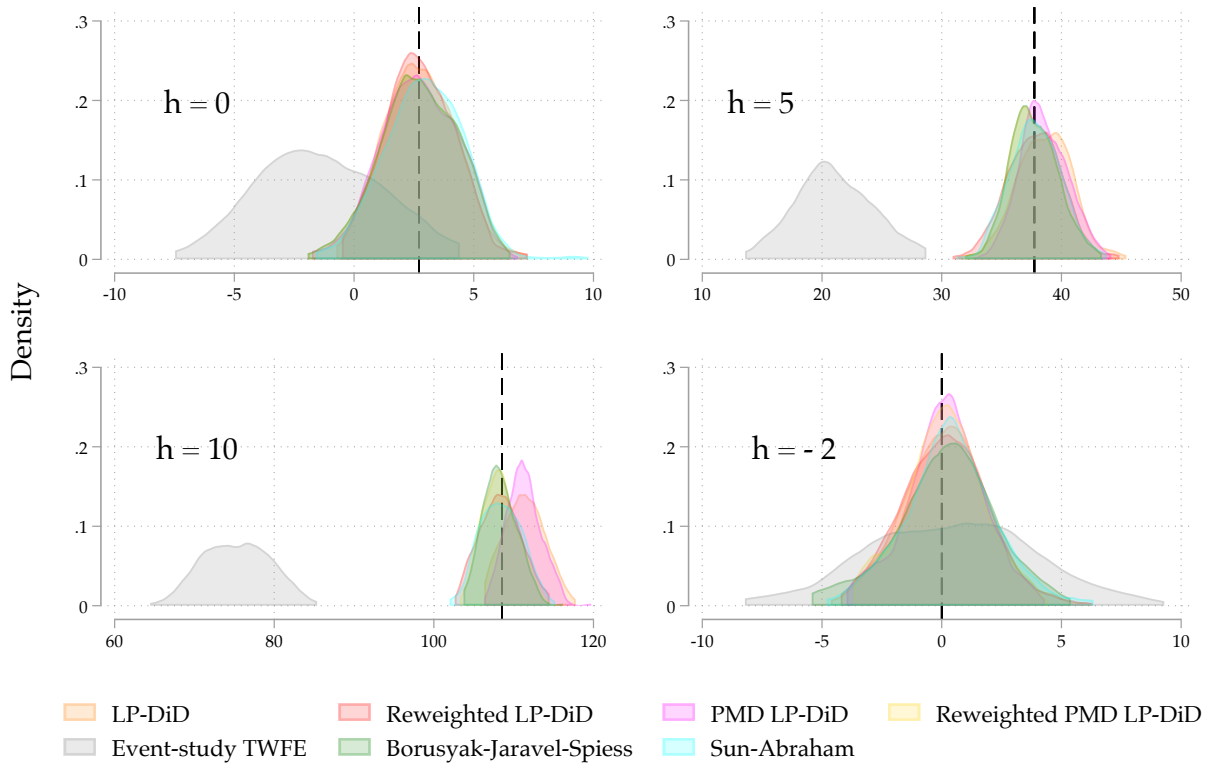 Density
h = 0
.3
.2
.1
0
-10 -5 0 5 10
h = 5
.3
.2
.1
0
10 20 30 40 50
h = 10
.3
.2
.1
0
60 80 100 120
h = - 2
.3
.2
.1
0
-10 -5 0 5 10
LP-DiD Reweighted LP-DiD PMD LP-DiD Reweighted PMD LP-DiD
Event-study TWFE Borusyak-Jaravel-Spiess Sun-Abraham